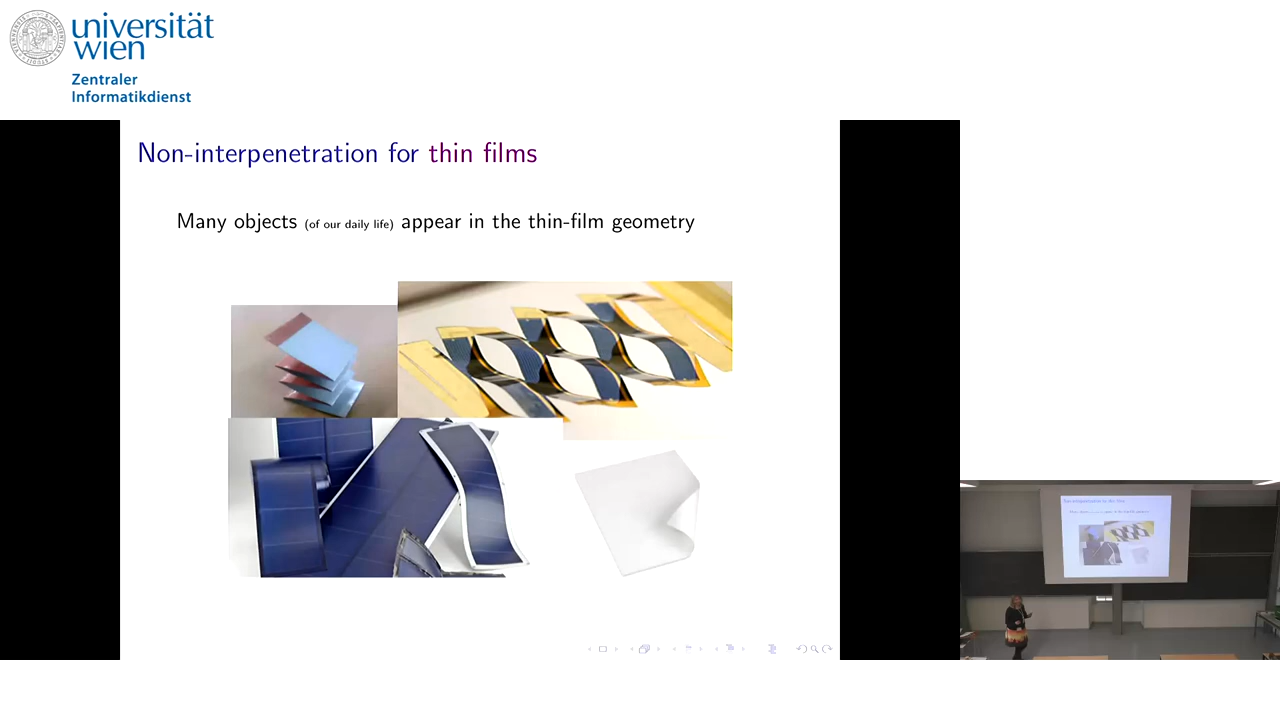 universität
wien
Zentraler
Informatikdienst
Non-interpenetration for thin films
Many objects (of our daily life) appear in the thin-film geometry